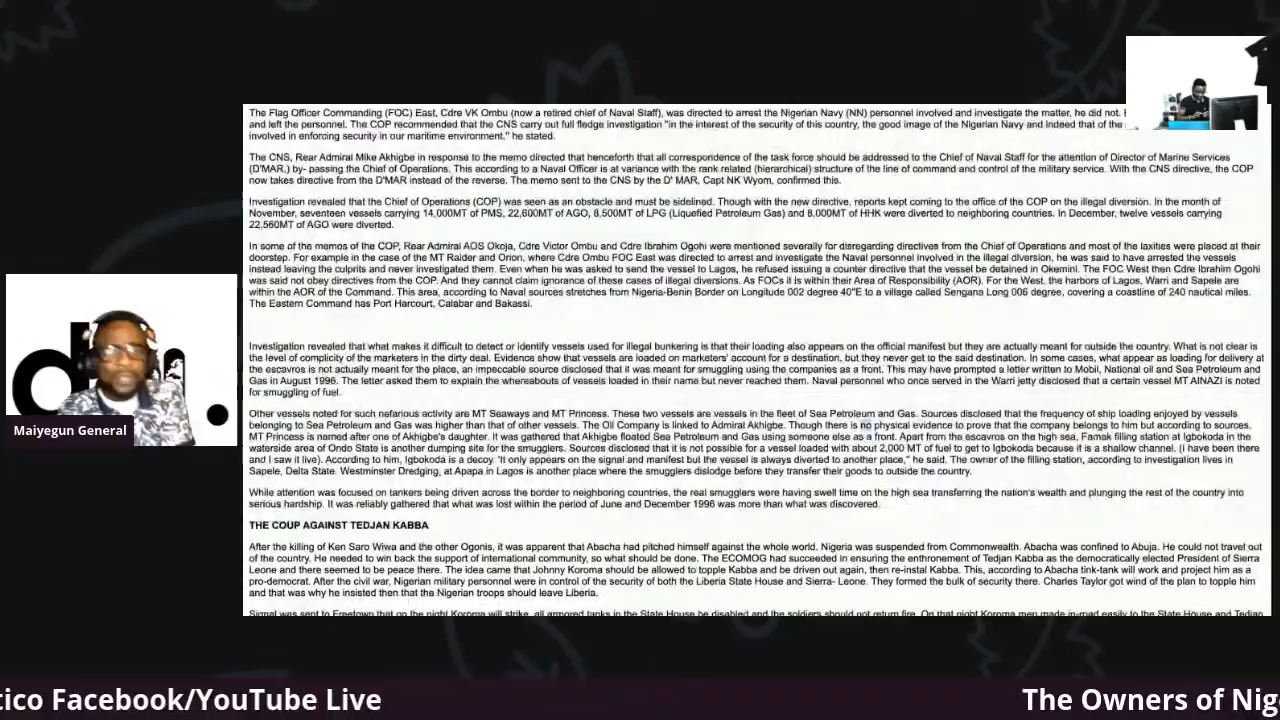 The Flag Officer Commanding (FOC) East, Cdre VK Ombu (now a retired chief of Naval Staff), was directed to arrest the Nigerian Navy (NN) personnel involved and investigate the matter, he did not.
and left the personnel. The COP recommended that the CNS carry out full fledge investigation "in the interest of the security of this country, the good image of the Nigerian Navy and indeed that of the
involved in enforcing security in our maritime environment." he stated.
The CNS, Rear Admiral Mike Akhigbe in response to the memo directed that henceforth that all correspondence of the task force should be addressed to the Chief of Naval Staff for the attention of Director of Marine Services
(D'MAR,) by- passing the Chief of Operations. This according to a Naval Officer is at variance with the rank related (hierarchical) structure of the line of command and control of the military service. With the CNS directive, the COP
now takes directive from the D'MAR instead of the reverse. The memo sent to the CNS by the D' MAR, Capt NK Wyom, confirmed this.
Investigation revealed that the Chief of Operations (COP) was seen as an obstacle and must be sidelined. Though with the new directive, reports kept coming to the office of the COP on the illegal diversion. In the month of
November, seventeen vessels carrying 14,000MT of PMS, 22,600MT of AGO, 8,500MT of LPG (Liquefied Petroleum Gas) and 8,000MT of HHK were diverted to neighboring countries. In December, twelve vessels carrying
22,560MT of AGO were diverted.
In some of the memos of the COP, Rear Admiral AOS Okoja, Cdre Victor Ombu and Cdre Ibrahim Ogohi were mentioned severally for disregarding directives from the Chief of Operations and most of the laxities were placed at their
doorstep. For example in the case of the MT Raider and Orion, where Cdre Ombu FOC East was directed to arrest and investigate the Naval personnel involved in the illegal diversion, he was said to have arrested the vessels
instead leaving the culprits and never investigated them. Even when he was asked to send the vessel to Lagos, he refused issuing a counter directive that the vessel be detained in Okemini. The FOC West then Cdre Ibrahim Ogohi
was said not obey directives from the COP. And they cannot claim ignorance of these cases of illegal diversions. As FOCs it is within their Area of Responsibility (AOR). For the West, the harbors of Lagos, Warri and Sapele are
within the AOR of the Command. This area, according to Naval sources stretches from Nigeria-Benin Border on Longitude 002 degree 40"E to a village called Sengana Long 006 degree, covering a coastline of 240 nautical miles.
The Eastern Command has Port Harcourt, Calabar and Bakassi.
Investigation revealed that what makes it difficult to detect or identify vessels used for illegal bunkering is that their loading also appears on the official manifest but they are actually meant for outside the country. What is not clear is
the level of complicity of the marketers in the dirty deal. Evidence show that vessels are loaded on marketers' account for a destination, but they never get to the said destination. In some cases, what appear as loading for delivery at
the escavros is not actually meant for the place, an impeccable source disclosed that it was meant for smuggling using the companies as a front. This may have prompted a letter written to Mobil, National oil and Sea Petroleum and
Gas in August 1996. The letter asked them to explain the whereabouts of vessels loaded in their name but never reached them. Naval personnel who once served in the Warri jetty disclosed that a certain vessel MT AINAZI is noted
for smuggling of fuel.
Other vessels noted for such nefarious activity are MT Seaways and MT Princess. These two vessels are vessels in the fleet of Sea Petroleum and Gas. Sources disclosed that the frequency of ship loading enjoyed by vessels
belonging to Sea Petroleum and Gas was higher than that of other vessels. The Oil Company is linked to Admiral Akhigbe. Though there is no physical evidence to prove that the company belongs to him but according to sources.
MT Princess is named after one of Akhigbe's daughter. It was gathered that Akhigbe floated Sea Petroleum and Gas using someone else as a front. Apart from the escavros on the high sea, Famak filling station at Igbokoda in the
waterside area of Ondo State is another dumping site for the smugglers. Sources disclosed that it is not possible for a vessel loaded with about 2,000 MT of fuel to get to Igbokoda because it is a shallow channel. (i have been there
and I saw it live). According to him, Igbokoda is a decoy. 'It only appears on the signal and manifest but the vessel is always diverted to another place," he said. The owner of the filling station, according to investigation lives in
Sapele, Delta State. Westminster Dredging, at Apapa in Lagos is another place where the smugglers dislodge before they transfer their goods to outside the country.
While attention was focused on tankers being driven across the border to neighboring countries, the real smugglers were having swell time on the high sea transferring the nation's wealth and plunging the rest of the country into
serious hardship. It was reliably gathered that what was lost within the period of June and December 1996 was more than what was discovered.
THE COUP AGAINST TEDJAN KABBA
After the killing of Ken Saro Wiwa and the other Ogonis, it was apparent that Abacha had pitched himself against the whole world. Nigeria was suspended from Commonwealth. Abacha was confined to Abuja. He could not travel out
of the country. He needed to win back the support of international community, so what should be done. The ECOMOG had succeeded in ensuring the enthronement of Tedjan Kabba as the democratically elected President of Sierra
Leone and there seemed to be peace there. The idea came that Johnny Koroma should be allowed to topple Kabba and be driven out again, then re-instal Kabba. This, according to Abacha tink-tank will work and project him as a
pro-democrat. After the civil war, Nigerian military personnel were in control of the security of both the Liberia State House and Sierra- Leone. They formed the bulk of security there. Charles Taylor got wind of the plan to topple him
and that was why he insisted then that the Nigerian troops should leave Liberia.
Signal was sent to Freetown that on the night Koroma will strike, all armored tanks in the State House be disabled and the soldiers should not return fire. On that night Koroma men made in-road easily to the State House and Tedjan
Maiyegun General
tico Facebook/YouTube Live
The Owners of Nig